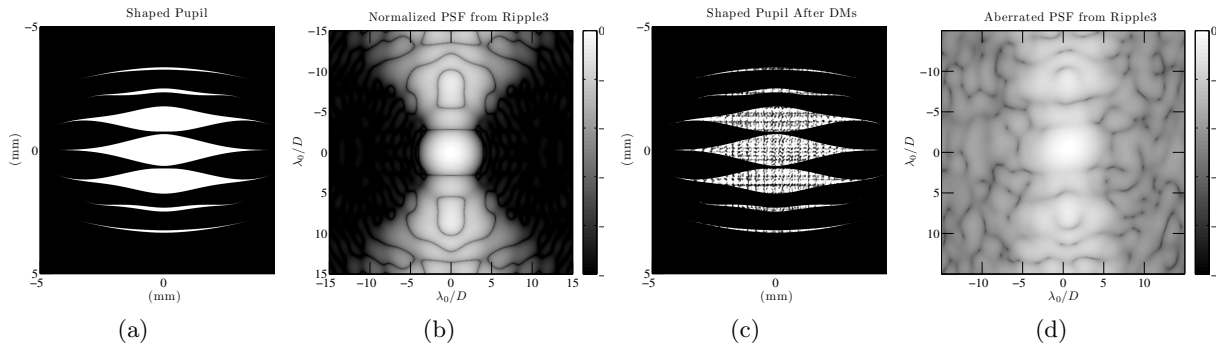 Shaped Pupil
−5
0
5
(mm)
−5 0 5
(mm)
(a)
Normalized PSF from Ripple3
−15
−10
−5
0
5
10
15
λ₀/D
−15 −10 −5 0 5 10 15
λ₀/D
0
(b)
Shaped Pupil After DMs
−5
0
5
(mm)
−5 0 5
(mm)
(c)
Aberrated PSF from Ripple3
−10
−5
0
5
10
λ₀/D
−10 −5 0 5 10
λ₀/D
0
(d)